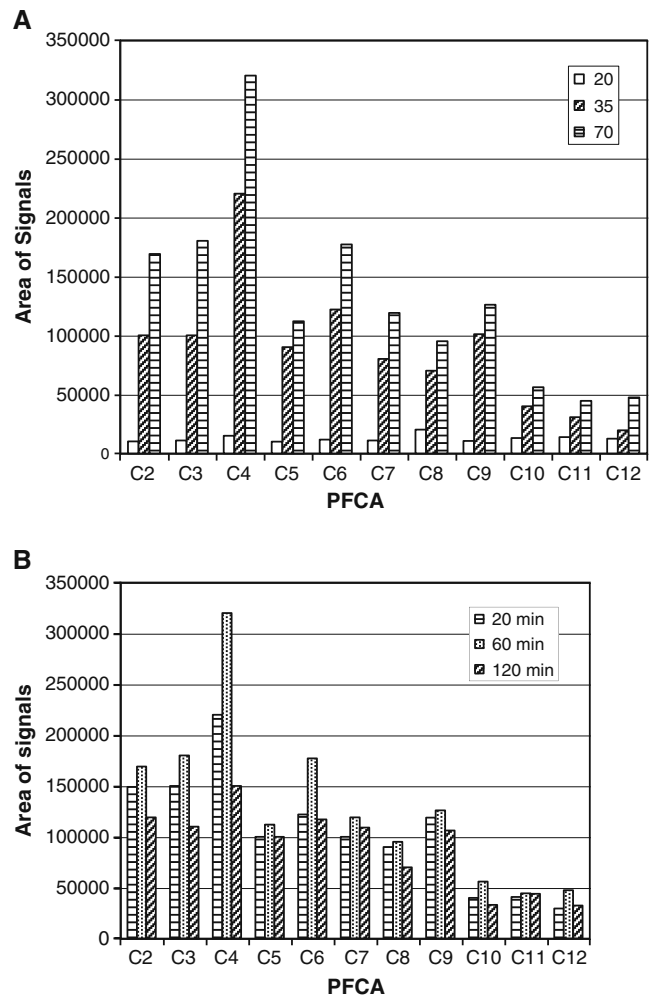 A
350000
300000
250000
200000
150000
100000
50000
0
Area of Signals
20
35
70
C2 C3 C4 C5 C6 C7 C8 C9 C10 C11 C12
PFCA
B
350000
300000
250000
200000
150000
100000
50000
0
Area of signals
20 min
60 min
120 min
C2 C3 C4 C5 C6 C7 C8 C9 C10 C11 C12
PFCA